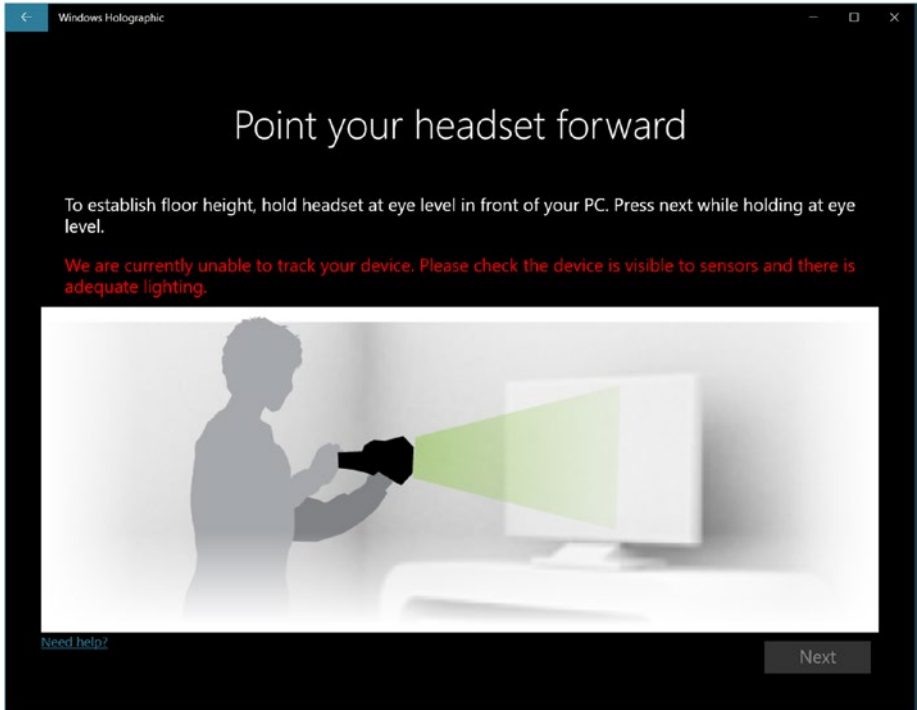 Windows Holographic
Point your headset forward
To establish floor height, hold headset at eye level in front of your PC. Press next while holding at eye
level.
We are currently unable to track your device. Please check the device is visible to sensors and there is
adequate lighting.
Need help?
Next